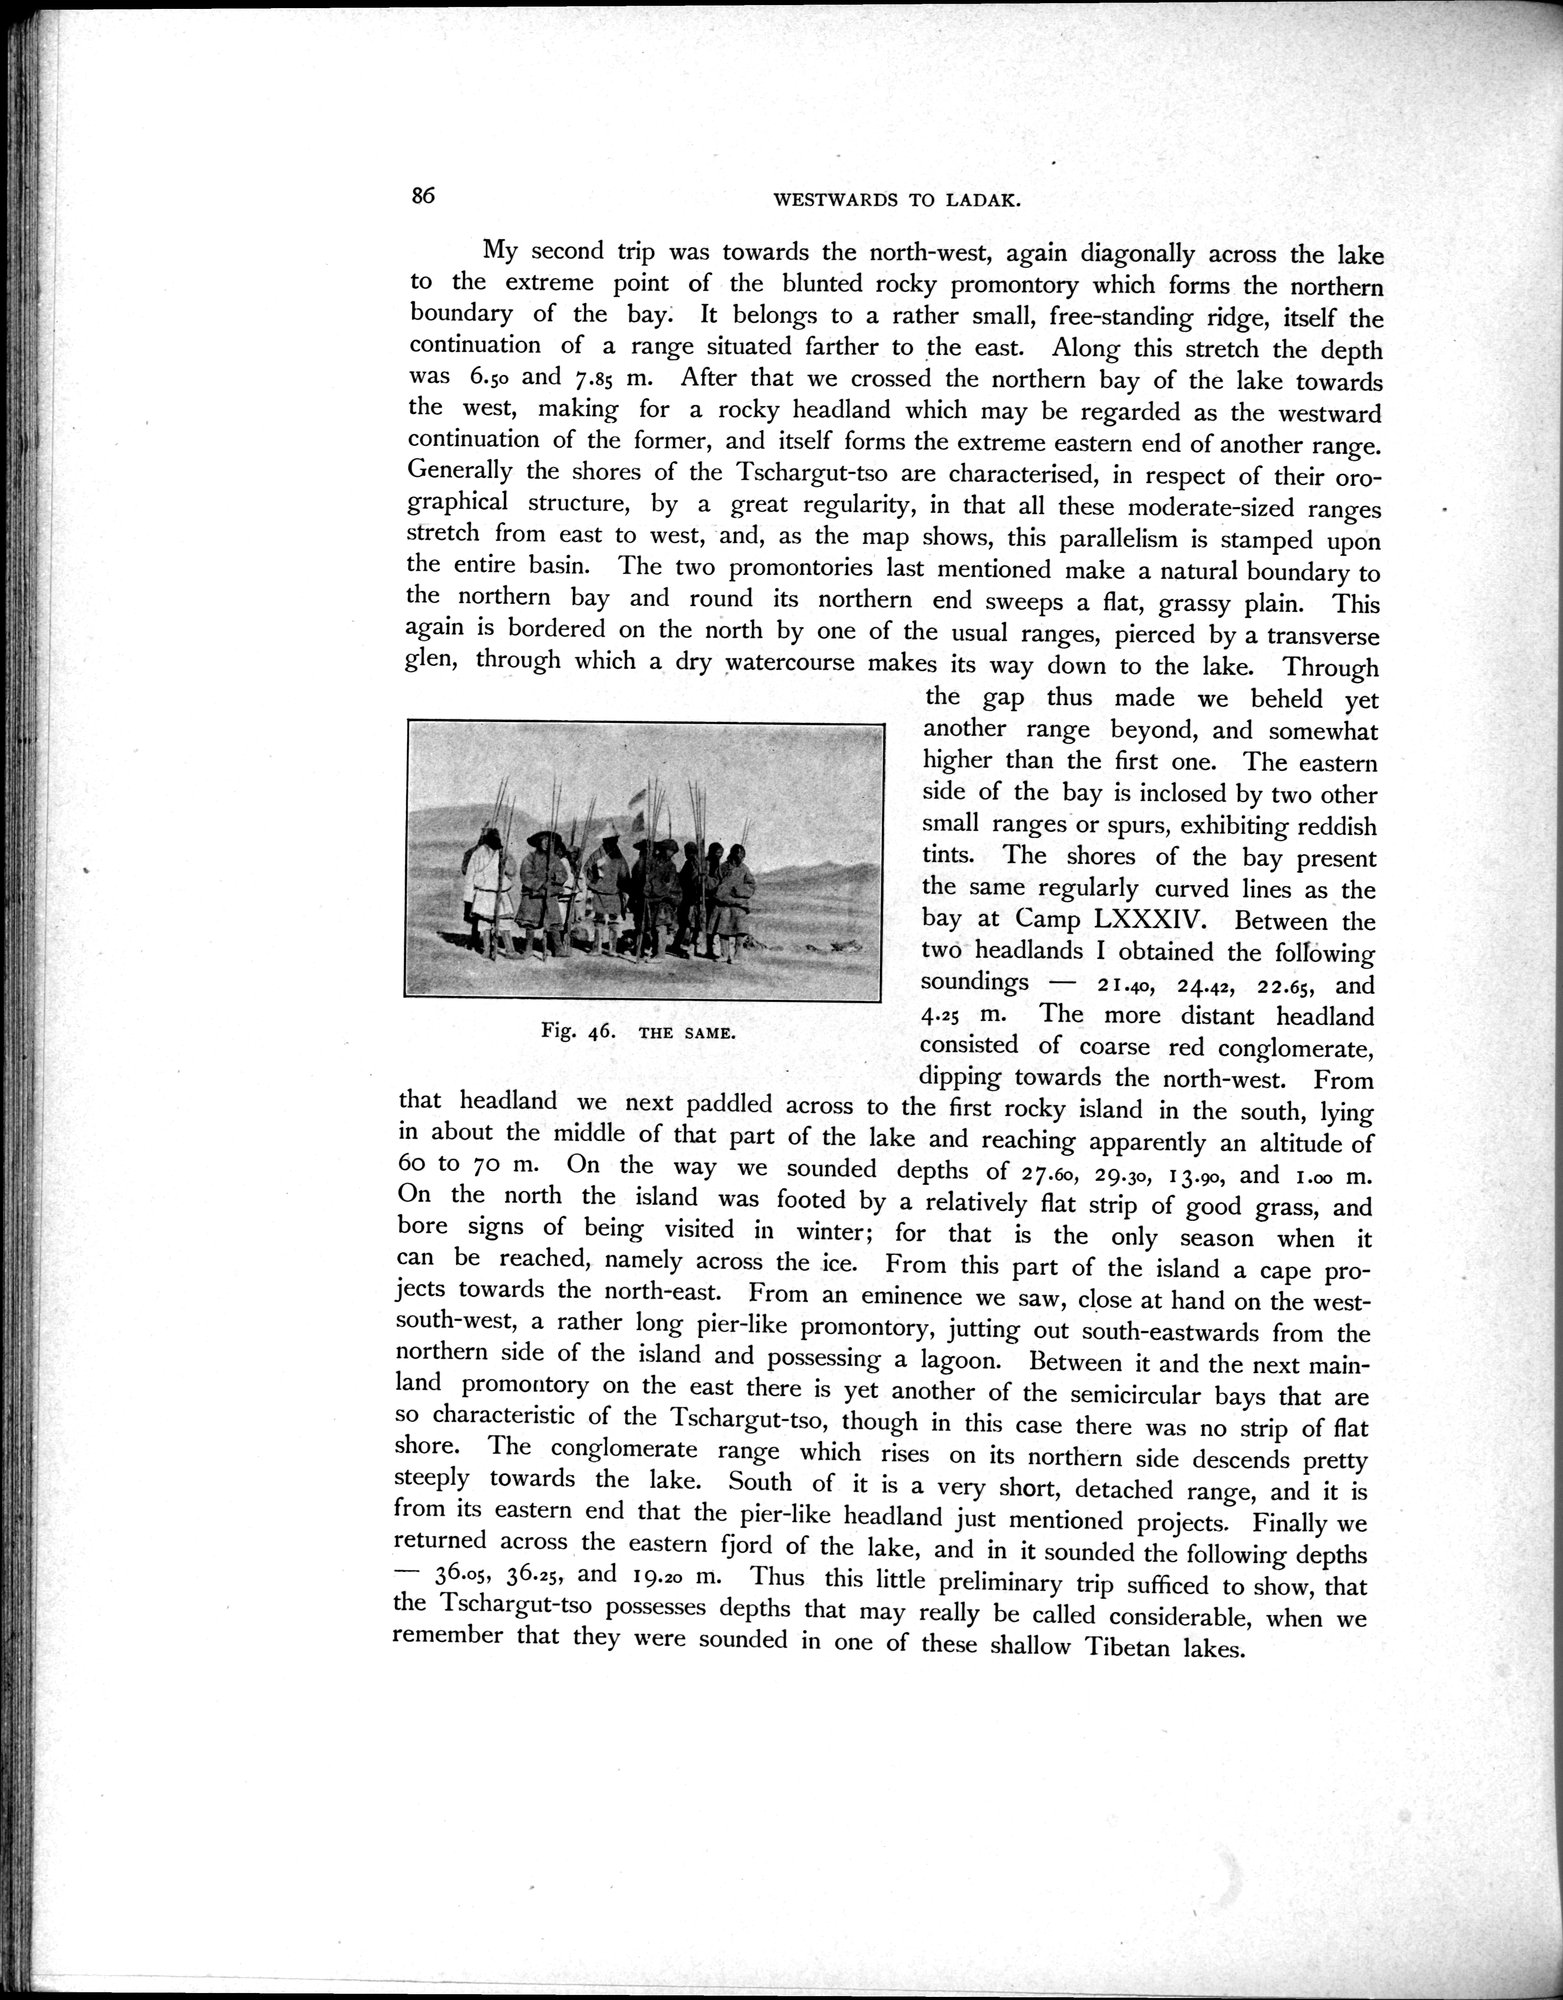 86
WESTWARDS TO LADAK.
My second trip was towards the north-west, again diagonally across the lake
to the extreme point of the blunted rocky promontory which forms the northern
boundary of the bay. It belongs to a rather small, free-standing ridge, itself the
continuation of a range situated farther to the east. Along this stretch the depth
was 6.50 and 7.85 m. After that we crossed the northern bay of the lake towards
the west, making for a rocky headland which may be regarded as the westward
continuation of the former, and itself forms the extreme eastern end of another range.
Generally the shores of the Tschargut-tso are characterised, in respect of their oro-
graphical structure, by a great regularity, in that all these moderate-sized ranges
stretch from east to west, and, as the map shows, this parallelism is stamped upon
the entire basin. The two promontories last mentioned make a natural boundary to
the northern bay and round its northern end sweeps a flat, grassy plain. This
again is bordered on the north by one of the usual ranges, pierced by a transverse
glen, through which a dry watercourse makes its way down to the lake. Through
the gap thus made we beheld yet
another range beyond, and somewhat
higher than the first one. The eastern
side of the bay is inclosed by two other
small ranges or spurs, exhibiting reddish
tints. The shores of the bay present
the same regularly curved lines as the
bay at Camp LXXXIV. Between the
two headlands I obtained the following
soundings — 21.40, 24.42, 22.65, and
4.25 m. The more distant headland
consisted of coarse red conglomerate,
dipping towards the north-west. From
Fig. 46. THE SAME.
that headland we next paddled across to the first rocky island in the south, lying
in about the middle of that part of the lake and reaching apparently an altitude of
60 to 70 m. On the way we sounded depths of 27.60, 29.30, 13.90, and 1.00 m.
On the north the island was footed by a relatively flat strip of good grass, and
bore signs of being visited in winter; for that is the only season when it
can be reached, namely across the ice. From this part of the island a cape pro-
jects towards the north-east. From an eminence we saw, close at hand on the west-
south-west, a rather long pier-like promontory, jutting out south-eastwards from the
northern side of the island and possessing a lagoon. Between it and the next main-
land promontory on the east there is yet another of the semicircular bays that are
so characteristic of the Tschargut-tso, though in this case there was no strip of flat
shore. The conglomerate range which rises on its northern side descends pretty
steeply towards the lake. South of it is a very short, detached range, and it is
from its eastern end that the pier-like headland just mentioned projects. Finally we
returned across the eastern fjord of the lake, and in it sounded the following depths
— 36.05, 36.25, and 19.20 m. Thus this little preliminary trip sufficed to show, that
the Tschargut-tso possesses depths that may really be called considerable, when we
remember that they were sounded in one of these shallow Tibetan lakes.